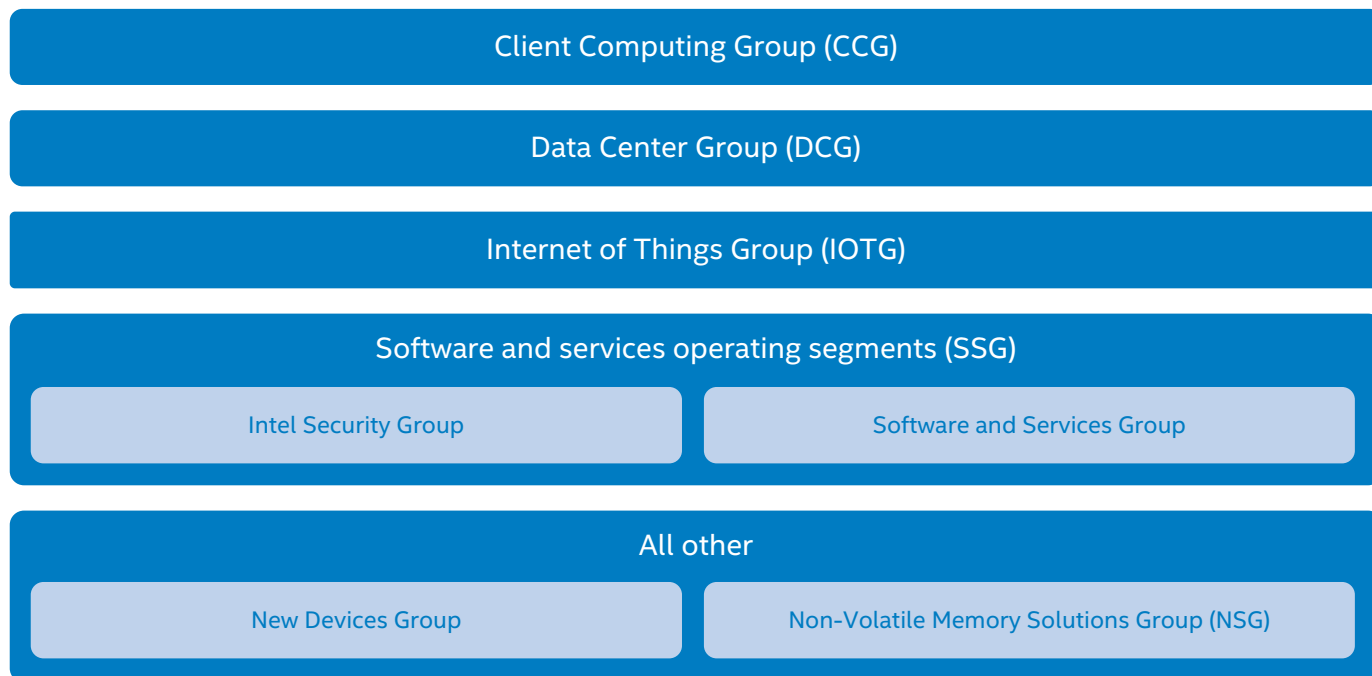 Client Computing Group (CCG)
Data Center Group (DCG)
Internet of Things Group (IOTG)
Software and services operating segments (SSG)
Intel Security Group
Software and Services Group
All other
New Devices Group
Non-Volatile Memory Solutions Group (NSG)